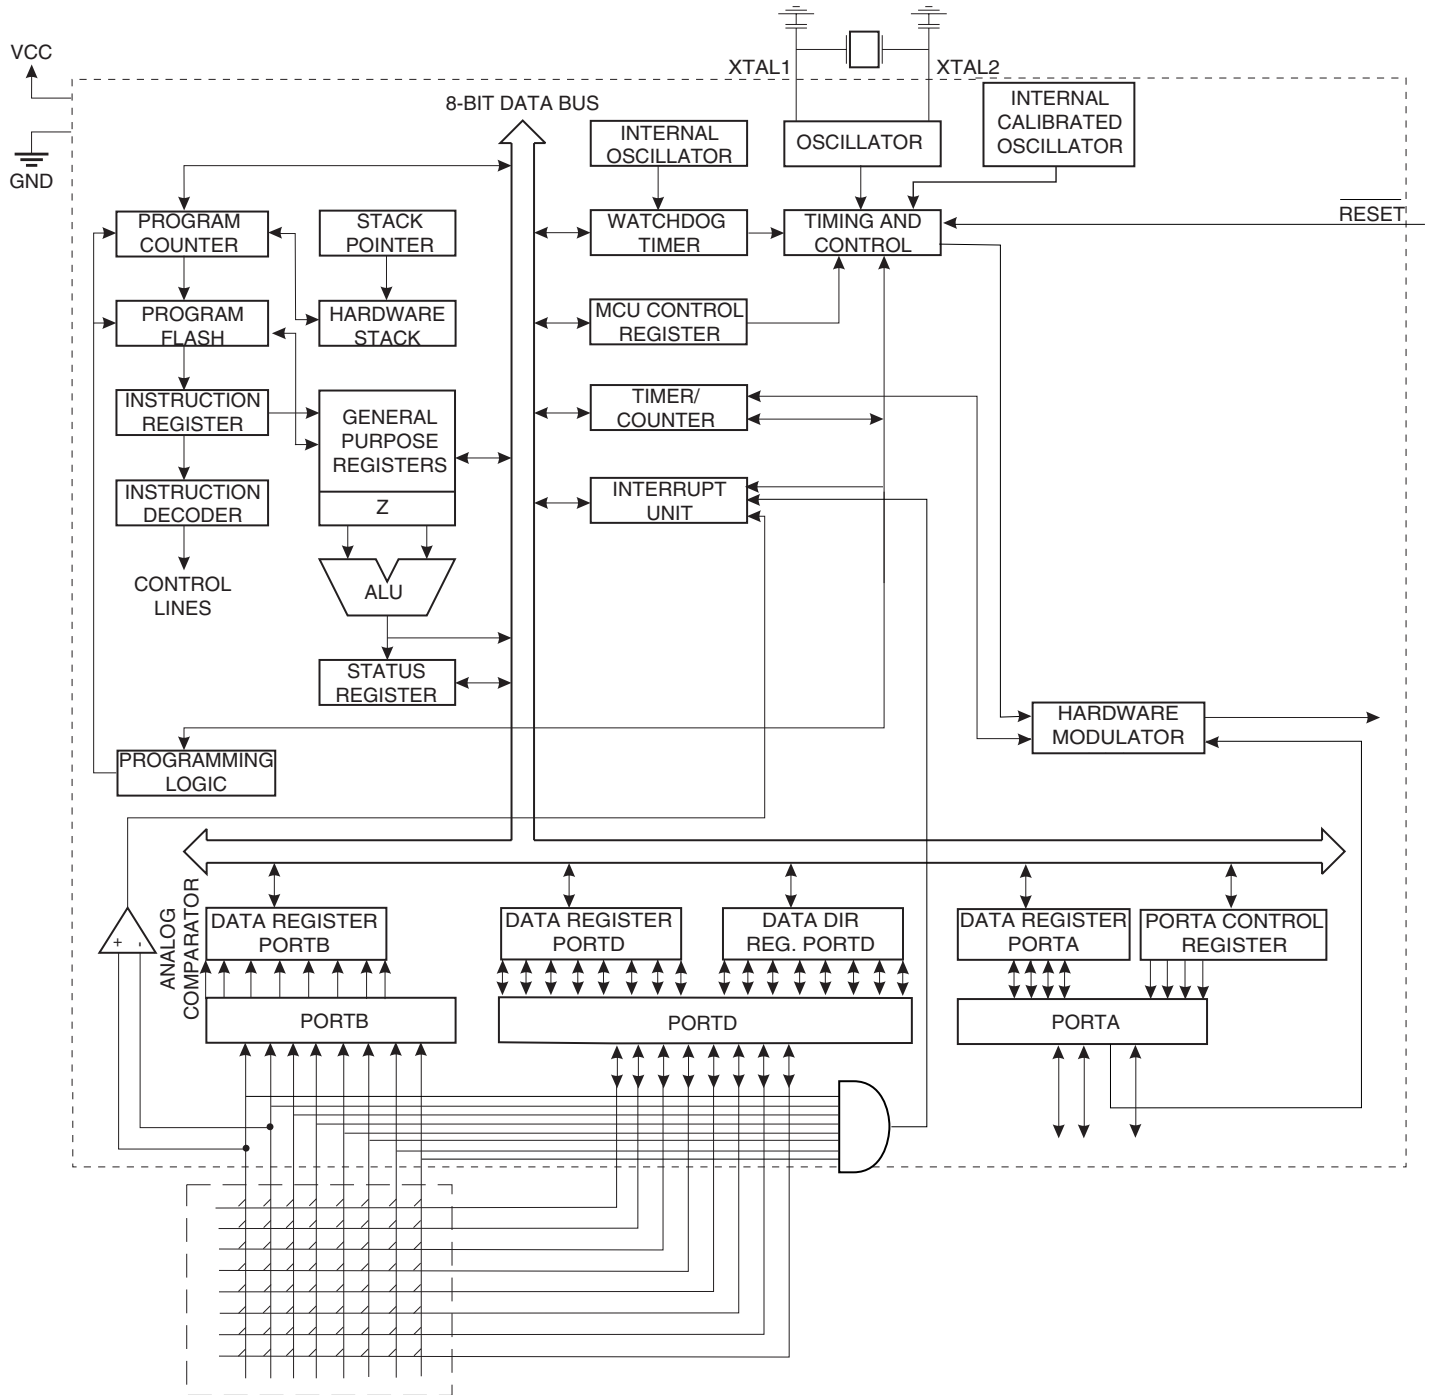 VCC
GND
XTAL1
XTAL2
8-BIT DATA BUS
INTERNAL
OSCILLATOR
OSCILLATOR
INTERNAL
CALIBRATED
OSCILLATOR
PROGRAM
COUNTER
STACK
POINTER
WATCHDOG
TIMER
TIMING AND
CONTROL
RESET
PROGRAM
FLASH
HARDWARE
STACK
MCU CONTROL
REGISTER
INSTRUCTION
REGISTER
GENERAL
PURPOSE
REGISTERS
Z
TIMER/
COUNTER
INSTRUCTION
DECODER
INTERRUPT
UNIT
CONTROL
LINES
ALU
STATUS
REGISTER
HARDWARE
MODULATOR
PROGRAMMING
LOGIC
+ -
ANALOG
COMPARATOR
DATA REGISTER
PORTB
DATA REGISTER
PORTD
DATA DIR
REG. PORTD
DATA REGISTER
PORTA
PORTA CONTROL
REGISTER
PORTB
PORTD
PORTA